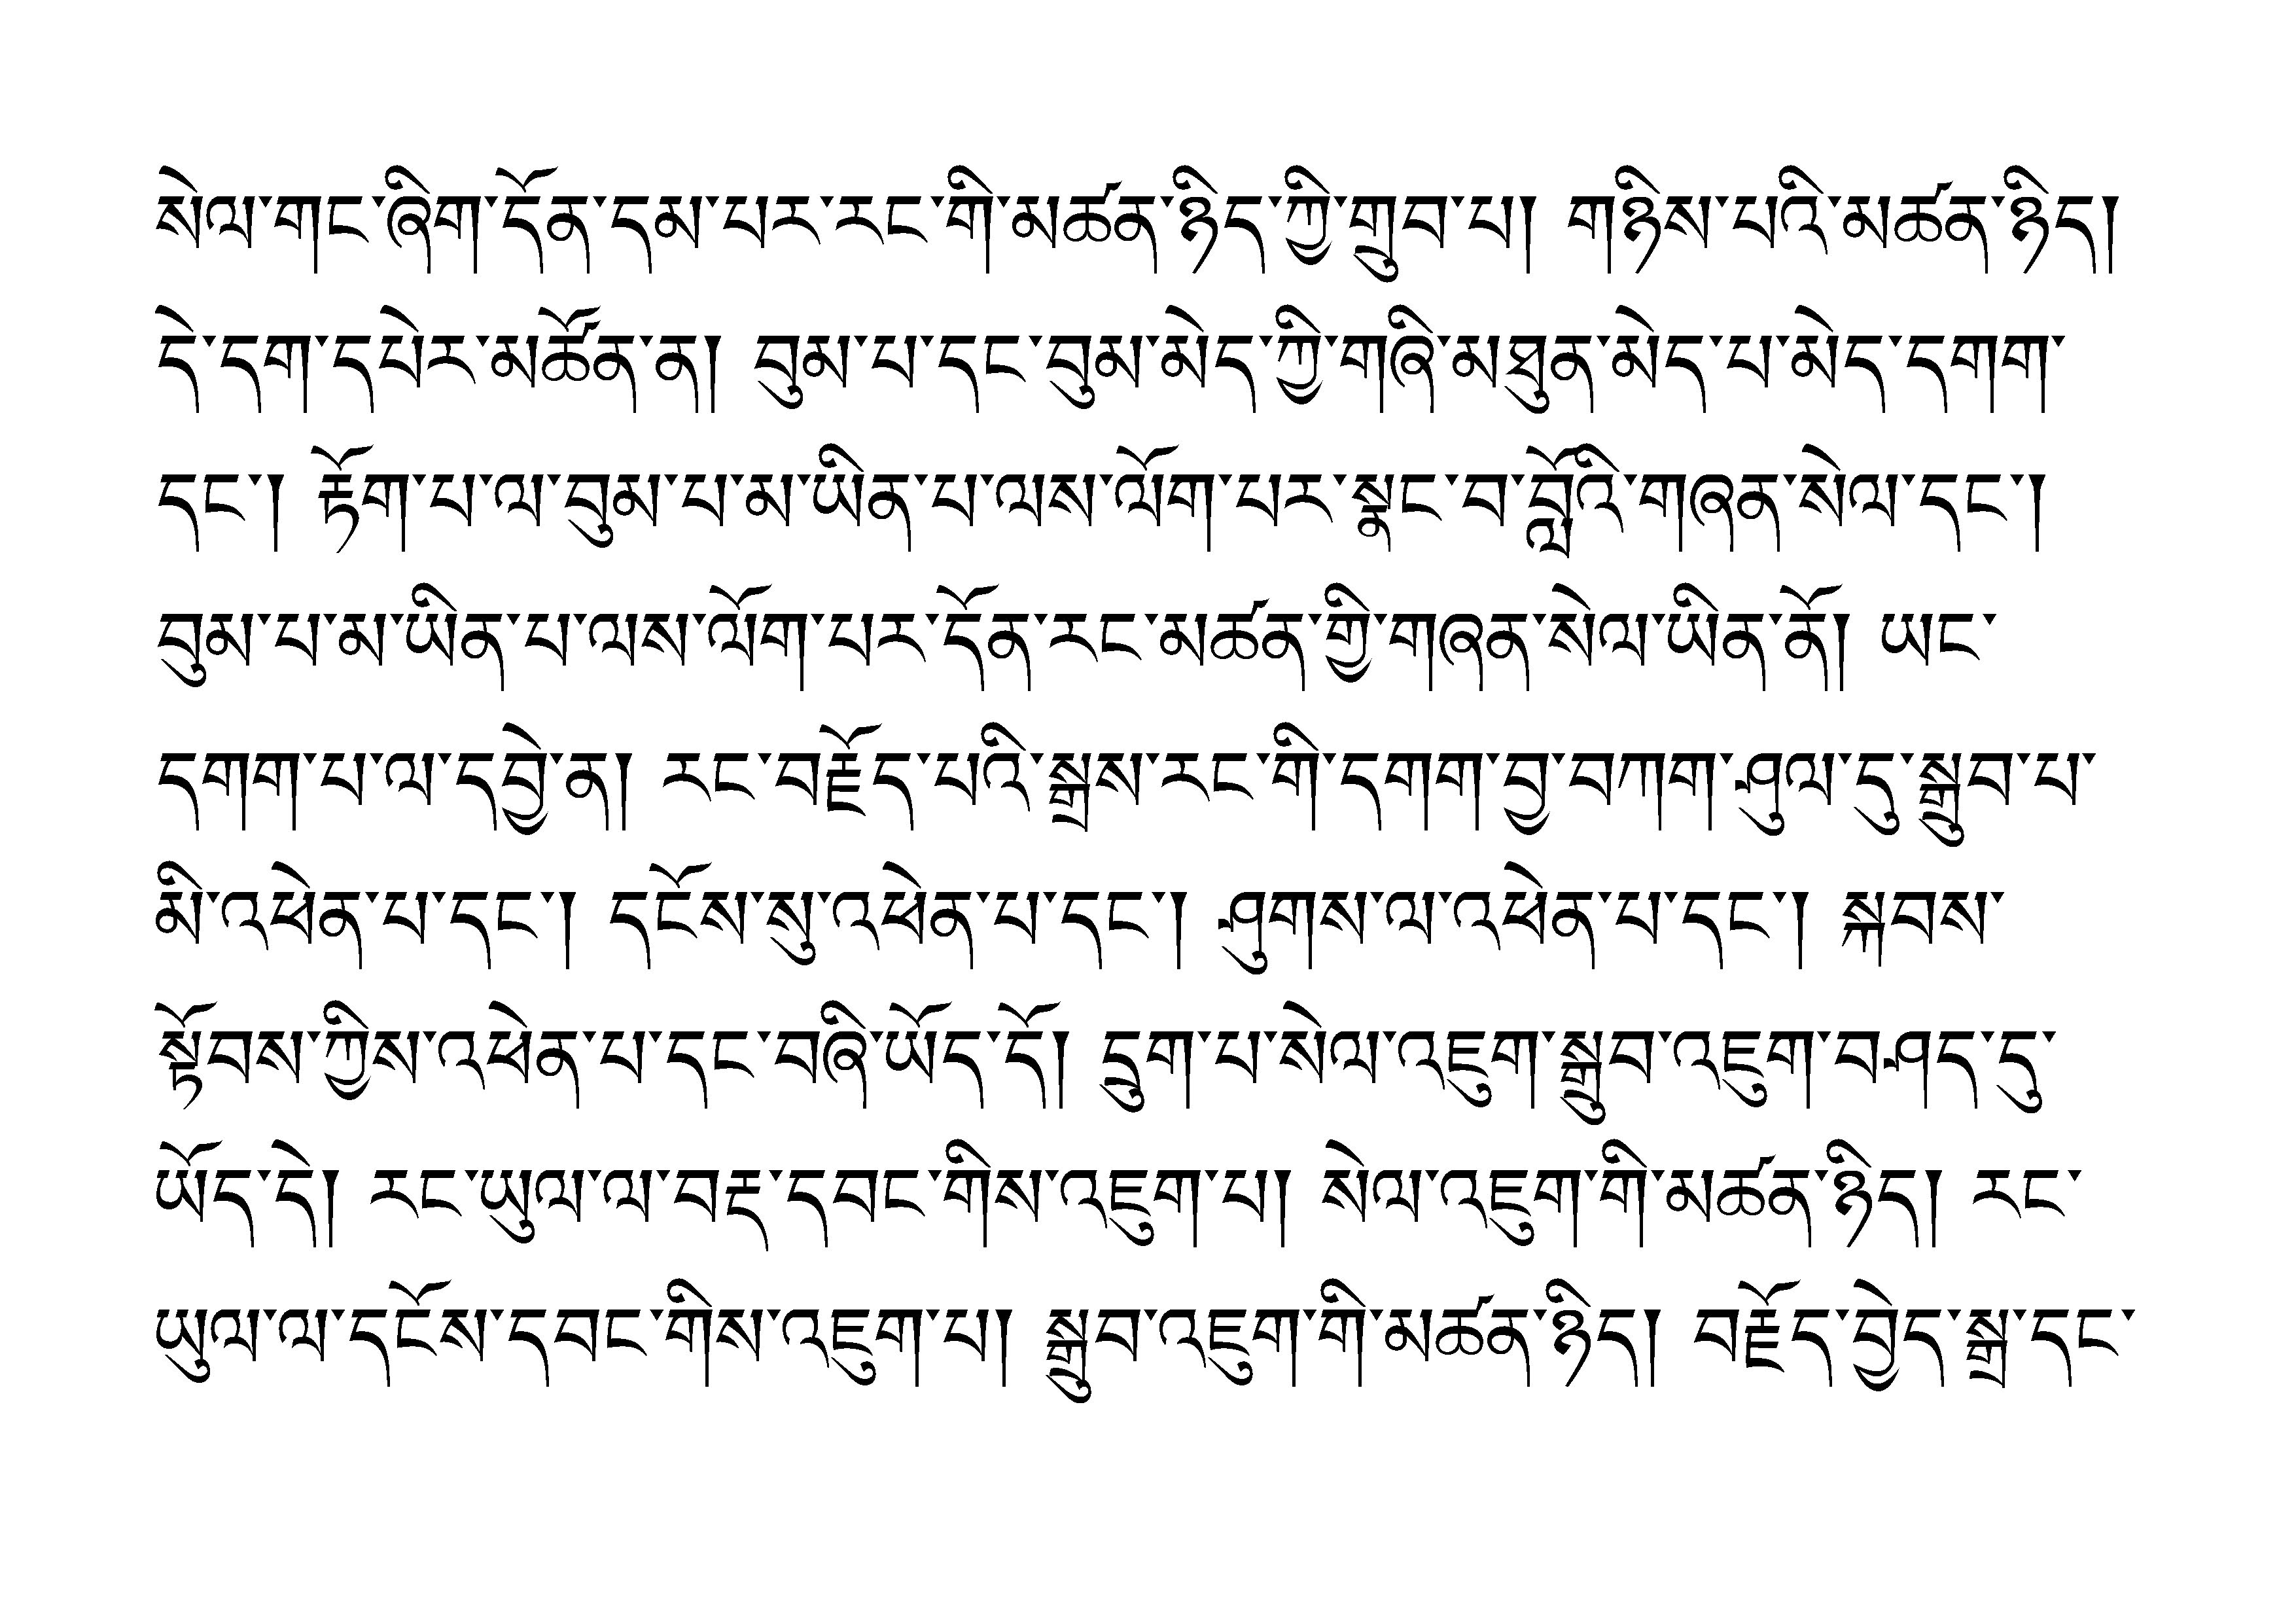 སེལ་གང་ཞིག་དོན་དམ་པར་རང་གི་མཚན་ཉིད་ཀྱི་གྲུབ་པ། གཉིས་པའི་མཚན་ཉིད།
དེ་དག་དཔེར་མཚོན་ན། བུམ་པ་དང་བུམ་མེད་ཀྱི་གཞི་མཐུན་མེད་པ་མེད་དགག་
དང་། རྟོག་པ་ལ་བུམ་པ་མ་ཡིན་པ་ལས་ལོག་པར་སྣང་བ་བློའི་གཞན་སེལ་དང་།
བུམ་པ་མ་ཡིན་པ་ལས་ལོག་པར་དོན་རང་མཚན་གྱི་གཞན་སེལ་ཡིན་ནོ། ཡང་
དགག་པ་ལ་དབྱེ་ན། རང་བརྗོད་པའི་སྒྲས་རང་གི་དགག་བྱ་བཀག་ཤུལ་དུ་སྒྲུབ་པ་
མི་འཕེན་པ་དང་། དངོས་སུ་འཕེན་པ་དང་། ཤུགས་ལ་འཕེན་པ་དང་། སྐབས་
སྟོབས་ཀྱིས་འཕེན་པ་དང་བཞི་ཡོད་དོ། དྲུག་པ་སེལ་འཇུག་སྒྲུབ་འཇུག་བཤད་དུ་
ཡོད་དེ། རང་ཡུལ་ལ་བརྡ་དབང་གིས་འཇུག་པ། སེལ་འཇུག་གི་མཚན་ཉིད། རང་
ཡུལ་ལ་དངོས་དབང་གིས་འཇུག་པ། སྒྲུབ་འཇུག་གི་མཚན་ཉིད། བརྗོད་བྱེད་སྒྲ་དང་